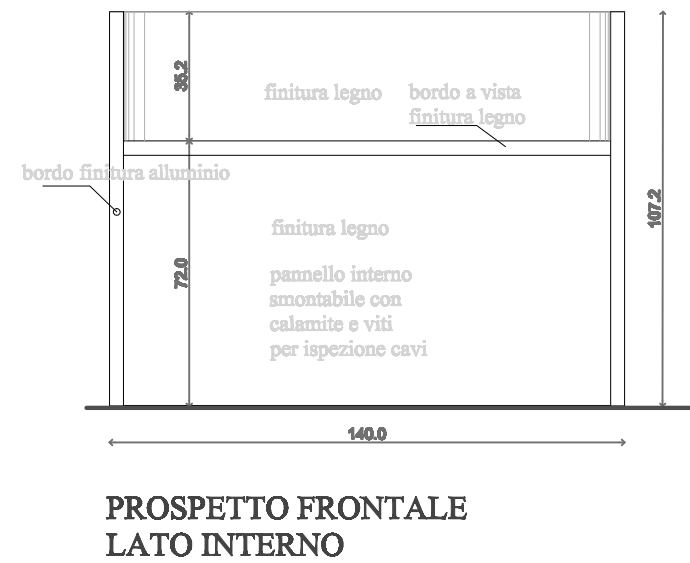 35.2
finitura legno
bordo a vista
finitura legno
bordo finitura alluminio
107.2
finitura legno
72.0
pannello interno
smontabile con
calamite e viti
per ispezione cavi
140.0
PROSPETTO FRONTALE
LATO INTERNO